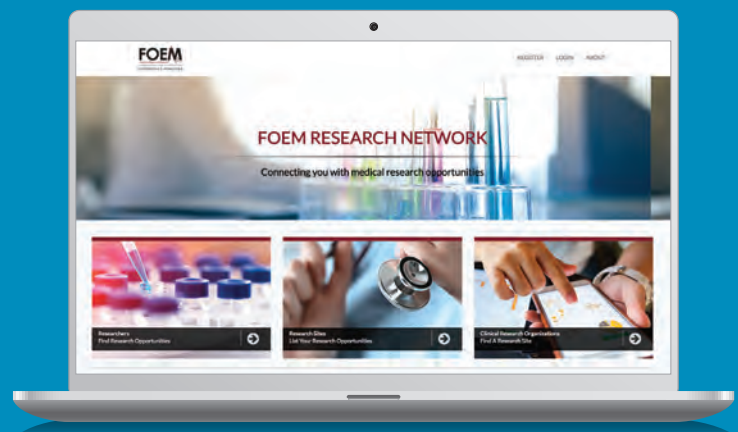 FOEM
REGISTER LOGIN ABOUT
FOEM RESEARCH NETWORK
Connecting you with medical research opportunities
Researchers
Find Research Opportunities
Research Sites
List Your Research Opportunities
Clinical Research Organizations
Find A Research Site